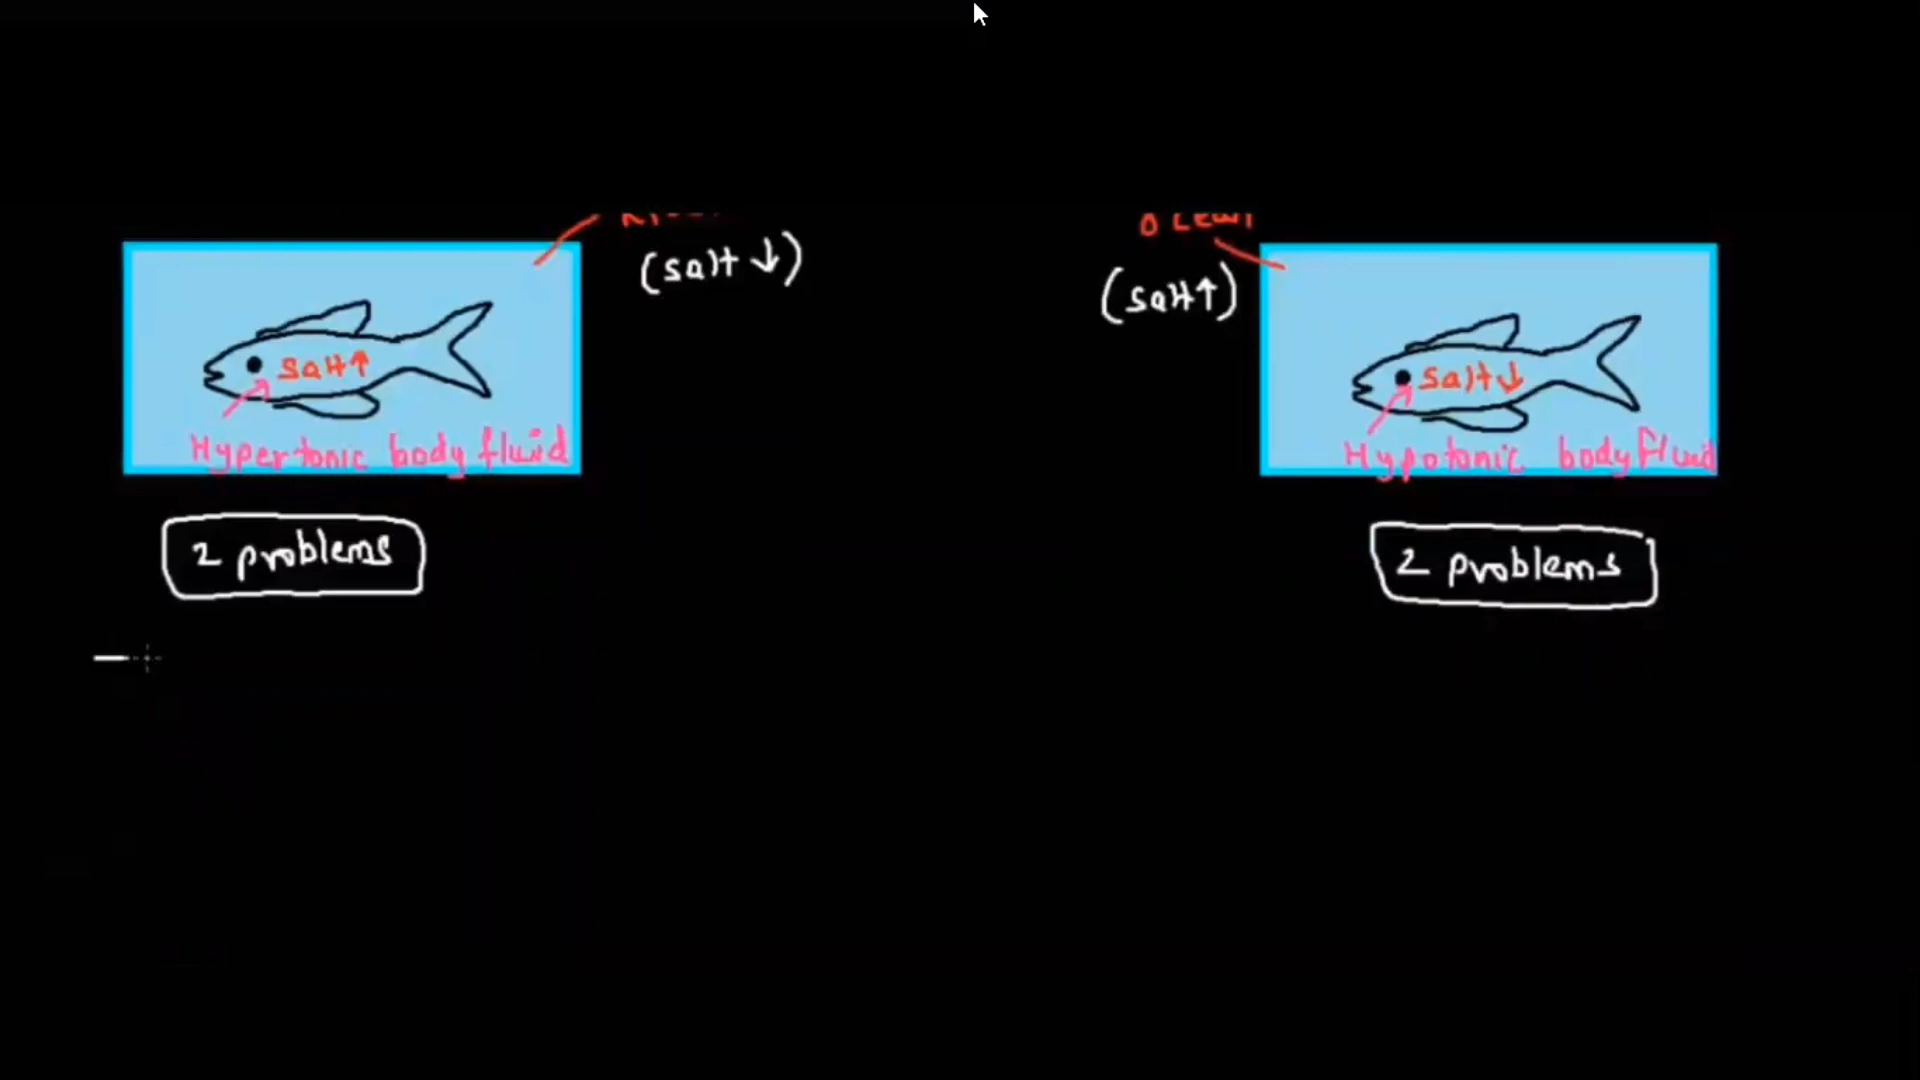 (salt ↓)
(salt ↑)
salt ↑
salt ↓
Hypertonic body fluid
Hypotonic body fluid
2 problems
2 problems